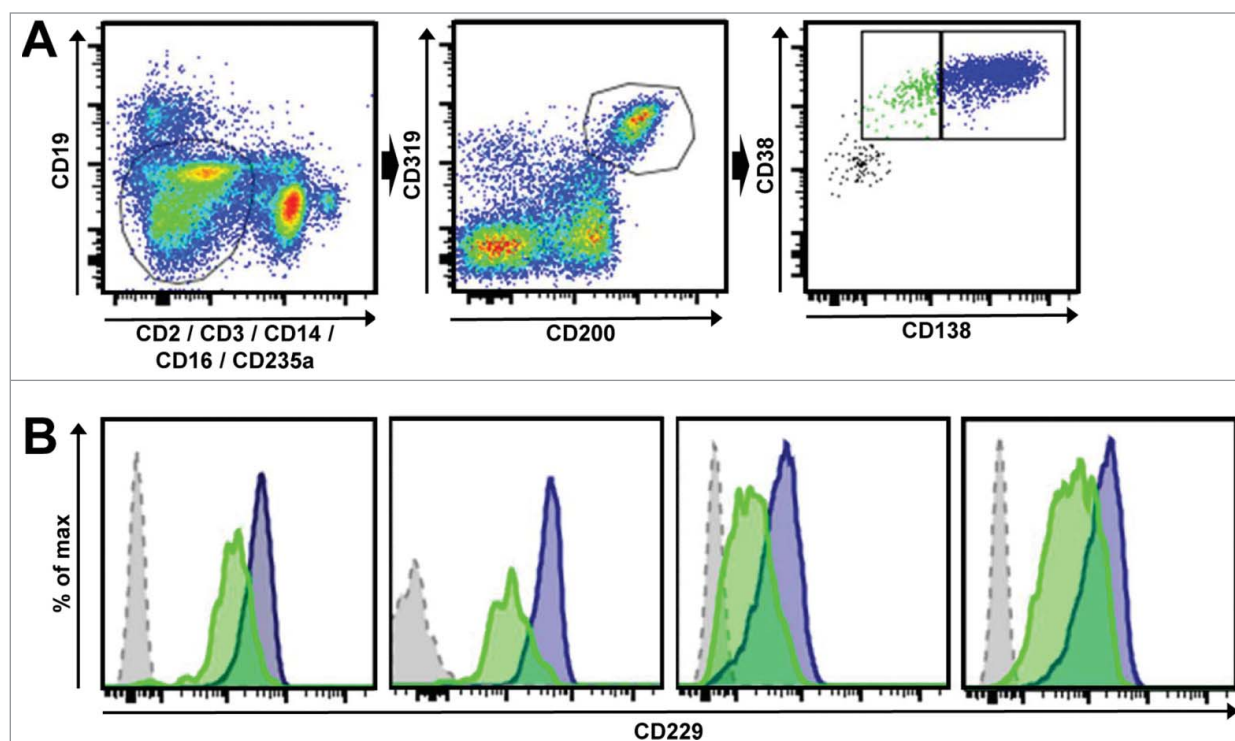 A
CD19
CD2 / CD3 / CD14 /
CD16 / CD235a
CD319
CD200
CD38
CD138
B
% of max
CD229